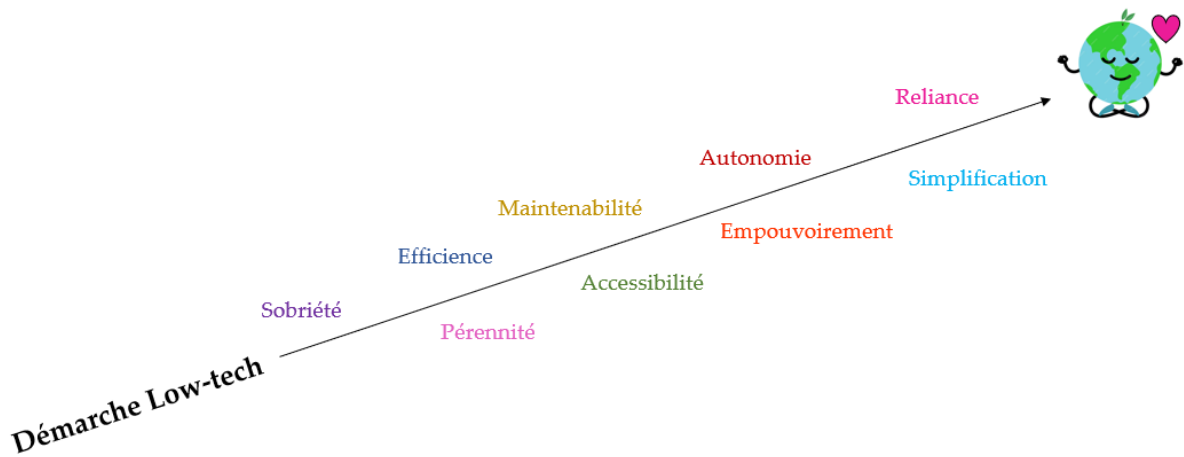 Reliance
Autonomie
Simplification
Maintenabilité
Empouvoirement
Efficience
Accessibilité
Sobriété
Pérennité
Démarche Low-tech